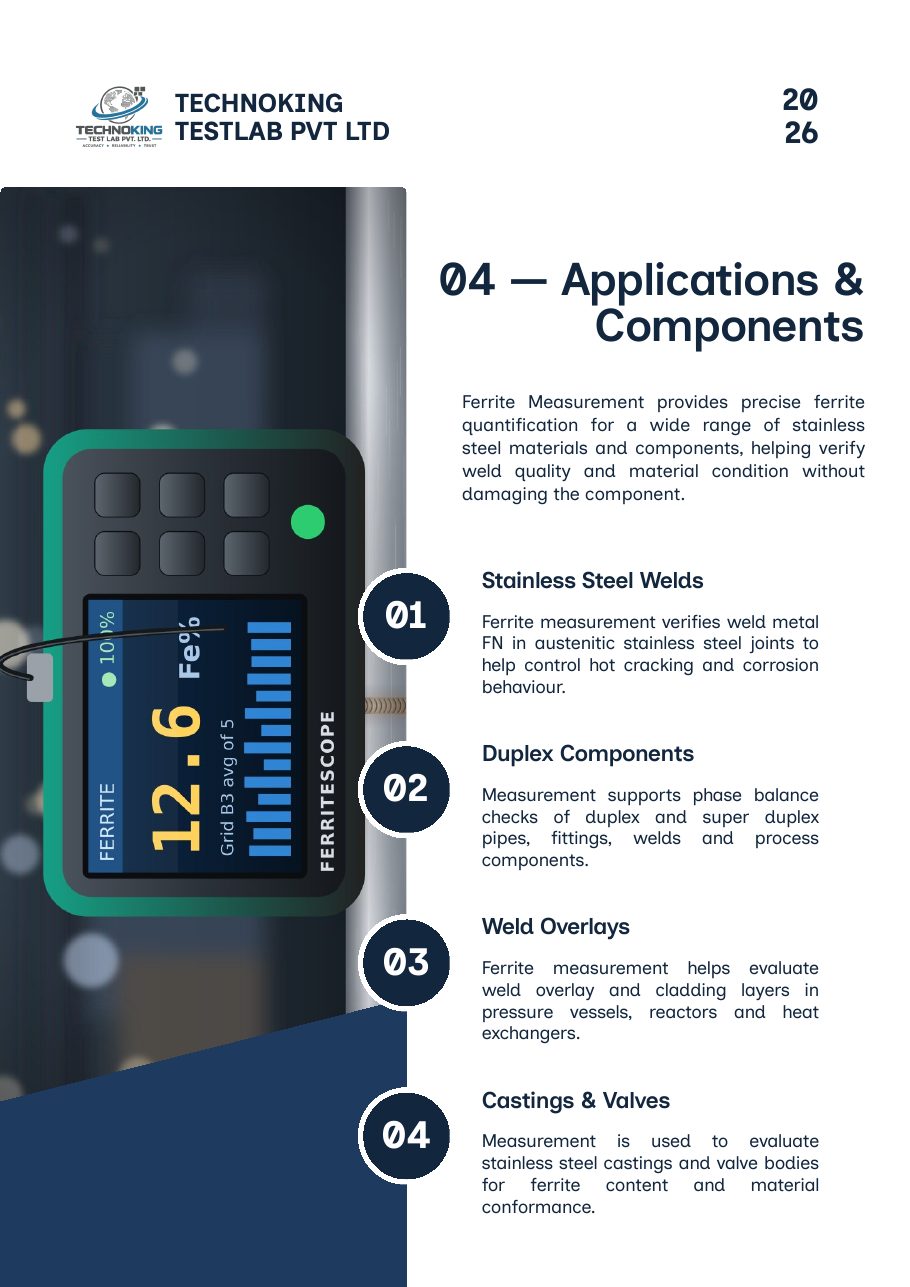 TECHNOKING
TEST LAB PVT. LTD.
ACCURACY • RELIABILITY • TRUST
TECHNOKING
TESTLAB PVT LTD
20
26
04 — Applications &
Components
Ferrite Measurement provides precise ferrite
quantification for a wide range of stainless
steel materials and components, helping verify
weld quality and material condition without
damaging the component.
FERRITE
100%
12.6 Fe%
Grid B3 avg of 5
FERRITESCOPE
01
Stainless Steel Welds
Ferrite measurement verifies weld metal
FN in austenitic stainless steel joints to
help control hot cracking and corrosion
behaviour.
02
Duplex Components
Measurement supports phase balance
checks of duplex and super duplex
pipes, fittings, welds and process
components.
03
Weld Overlays
Ferrite measurement helps evaluate
weld overlay and cladding layers in
pressure vessels, reactors and heat
exchangers.
04
Castings & Valves
Measurement is used to evaluate
stainless steel castings and valve bodies
for ferrite content and material
conformance.